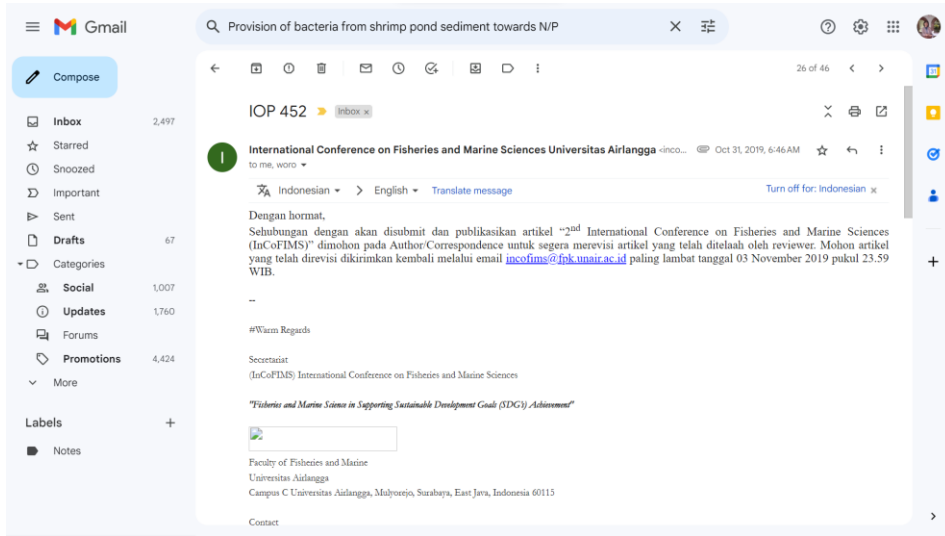 Gmail
Provision of bacteria from shrimp pond sediment towards N/P
Compose
26 of 46
Inbox 2,497
Starred
Snoozed
Important
Sent
Drafts 67
Categories
Social 1,007
Updates 1,760
Forums
Promotions 4,424
More
Labels
Notes
IOP 452 Inbox x
I
International Conference on Fisheries and Marine Sciences Universitas Airlangga <inco... Oct 31, 2019, 6:46 AM
to me, woro
Indonesian > English Translate message Turn off for: Indonesian x
Dengan hormat,
Sehubungan dengan akan disubmit dan publikasikan artikel “2nd International Conference on Fisheries and Marine Sciences
(InCoFIMS)” dimohon pada Author/Correspondence untuk segera merevisi artikel yang telah ditelaah oleh reviewer. Mohon artikel
yang telah direvisi dikirimkan kembali melalui email incofims@fpk.unair.ac.id paling lambat tanggal 03 November 2019 pukul 23.59
WIB.
--
#Warm Regards
Secretariat
(InCoFIMS) International Conference on Fisheries and Marine Sciences
"Fisheries and Marine Science in Supporting Sustainable Development Goals (SDG's) Achievement"
Faculty of Fisheries and Marine
Universitas Airlangga
Campus C Universitas Airlangga, Mulyorejo, Surabaya, East Java, Indonesia 60115
Contact